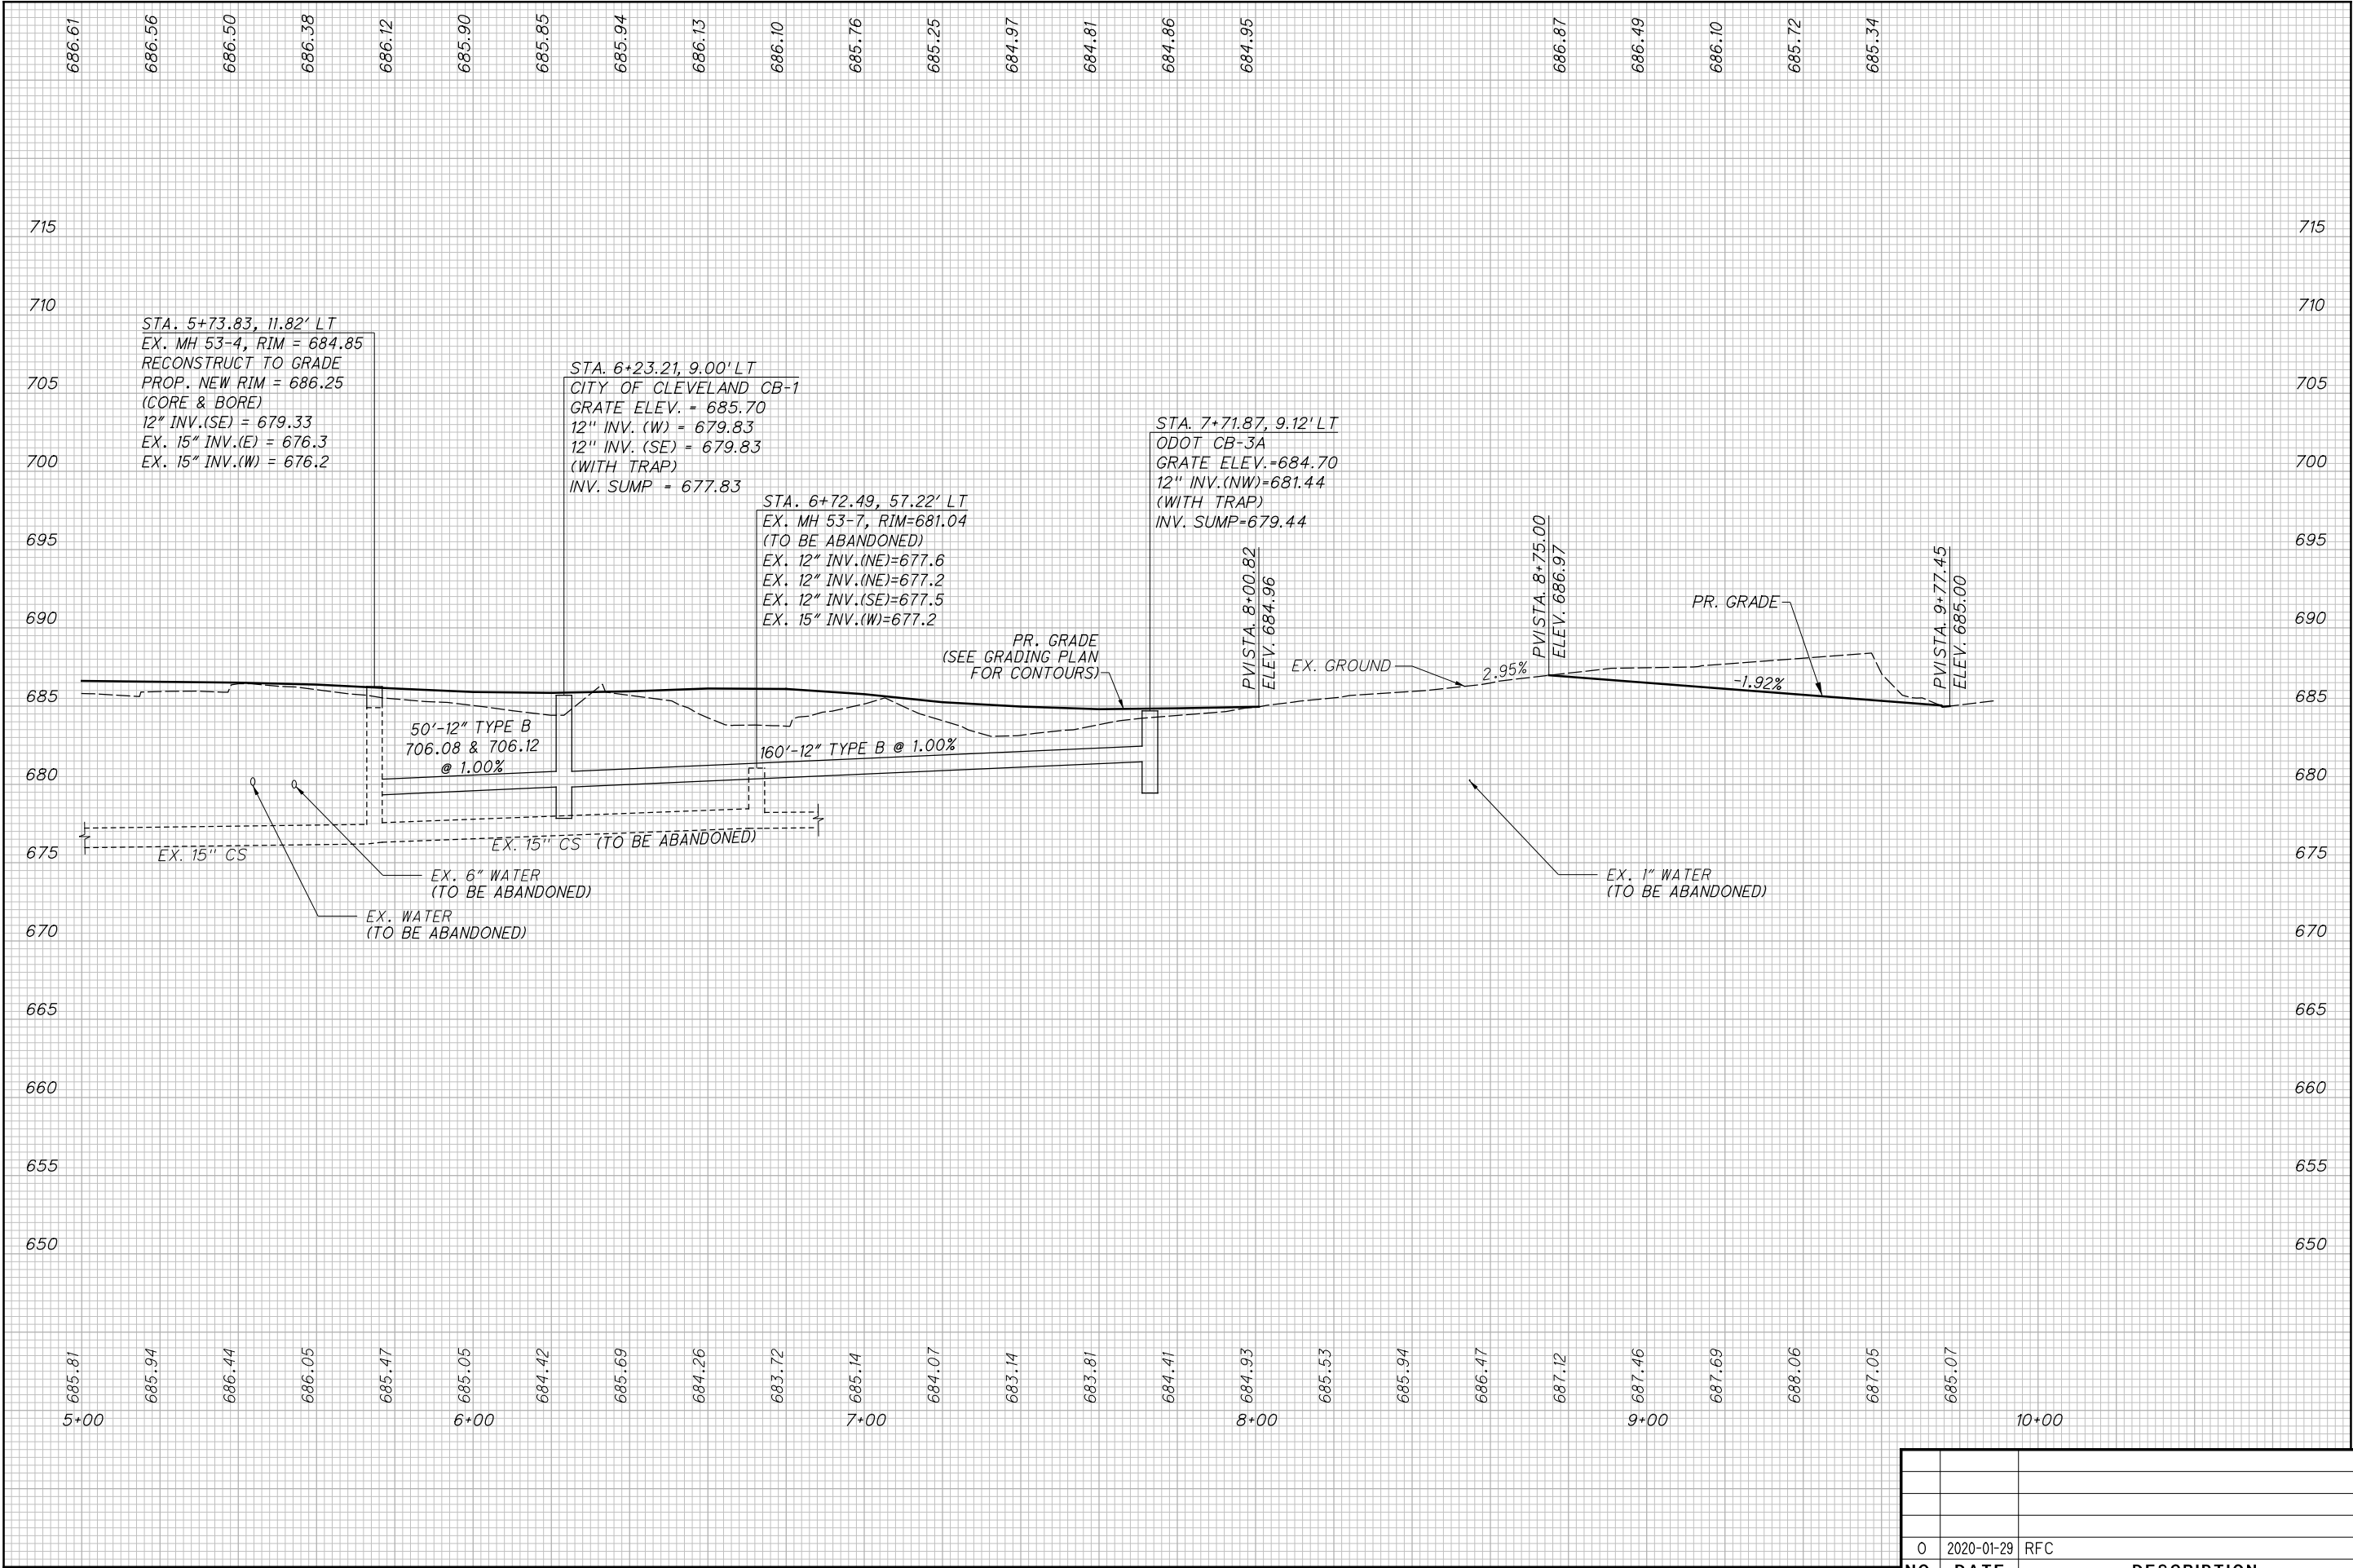 686.61 686.56 686.50 686.38 686.12 685.90 685.85 685.94 686.13 686.10 685.76 685.25 684.97 684.81 684.86 684.95 686.87 686.49 686.10 685.72 685.34
715 715
710 710
705 705
700 700
695 695
690 690
685 685
680 680
675 675
670 670
665 665
660 660
655 655
650 650
STA. 5+73.83, 11.82' LT
EX. MH 53-4, RIM = 684.85
RECONSTRUCT TO GRADE
PROP. NEW RIM = 686.25
(CORE & BORE)
12" INV.(SE) = 679.33
EX. 15" INV.(E) = 676.3
EX. 15" INV.(W) = 676.2
STA. 6+23.21, 9.00' LT
CITY OF CLEVELAND CB-1
GRATE ELEV. = 685.70
12" INV. (W) = 679.83
12" INV. (SE) = 679.83
(WITH TRAP)
INV. SUMP = 677.83
STA. 6+72.49, 57.22' LT
EX. MH 53-7, RIM=681.04
(TO BE ABANDONED)
EX. 12" INV.(NE)=677.6
EX. 12" INV.(NE)=677.2
EX. 12" INV.(SE)=677.5
EX. 15" INV.(W)=677.2
STA. 7+71.87, 9.12' LT
ODOT CB-3A
GRATE ELEV.=684.70
12" INV.(NW)=681.44
(WITH TRAP)
INV. SUMP=679.44
PR. GRADE
(SEE GRADING PLAN
FOR CONTOURS)
PVISTA. 8+00.82
ELEV. 684.96
EX. GROUND
2.95%
PVISTA. 8+75.00
ELEV. 686.97
PR. GRADE
-1.92%
PVISTA. 9+77.45
ELEV. 685.00
50'-12" TYPE B
706.08 & 706.12
@ 1.00%
160'-12" TYPE B @ 1.00%
EX. 15" CS
EX. 15" CS (TO BE ABANDONED)
EX. 6" WATER
(TO BE ABANDONED)
EX. WATER
(TO BE ABANDONED)
EX. 1" WATER
(TO BE ABANDONED)
685.81 685.94 686.44 686.05 685.47 685.05 684.42 685.69 684.26 683.72 685.14 684.07 683.14 683.81 684.41 684.93 685.53 685.94 686.47 687.12 687.46 687.69 688.06 687.05 685.07
5+00 6+00 7+00 8+00 9+00 10+00
0 2020-01-29 RFC
NO. DATE DESCRIPTION